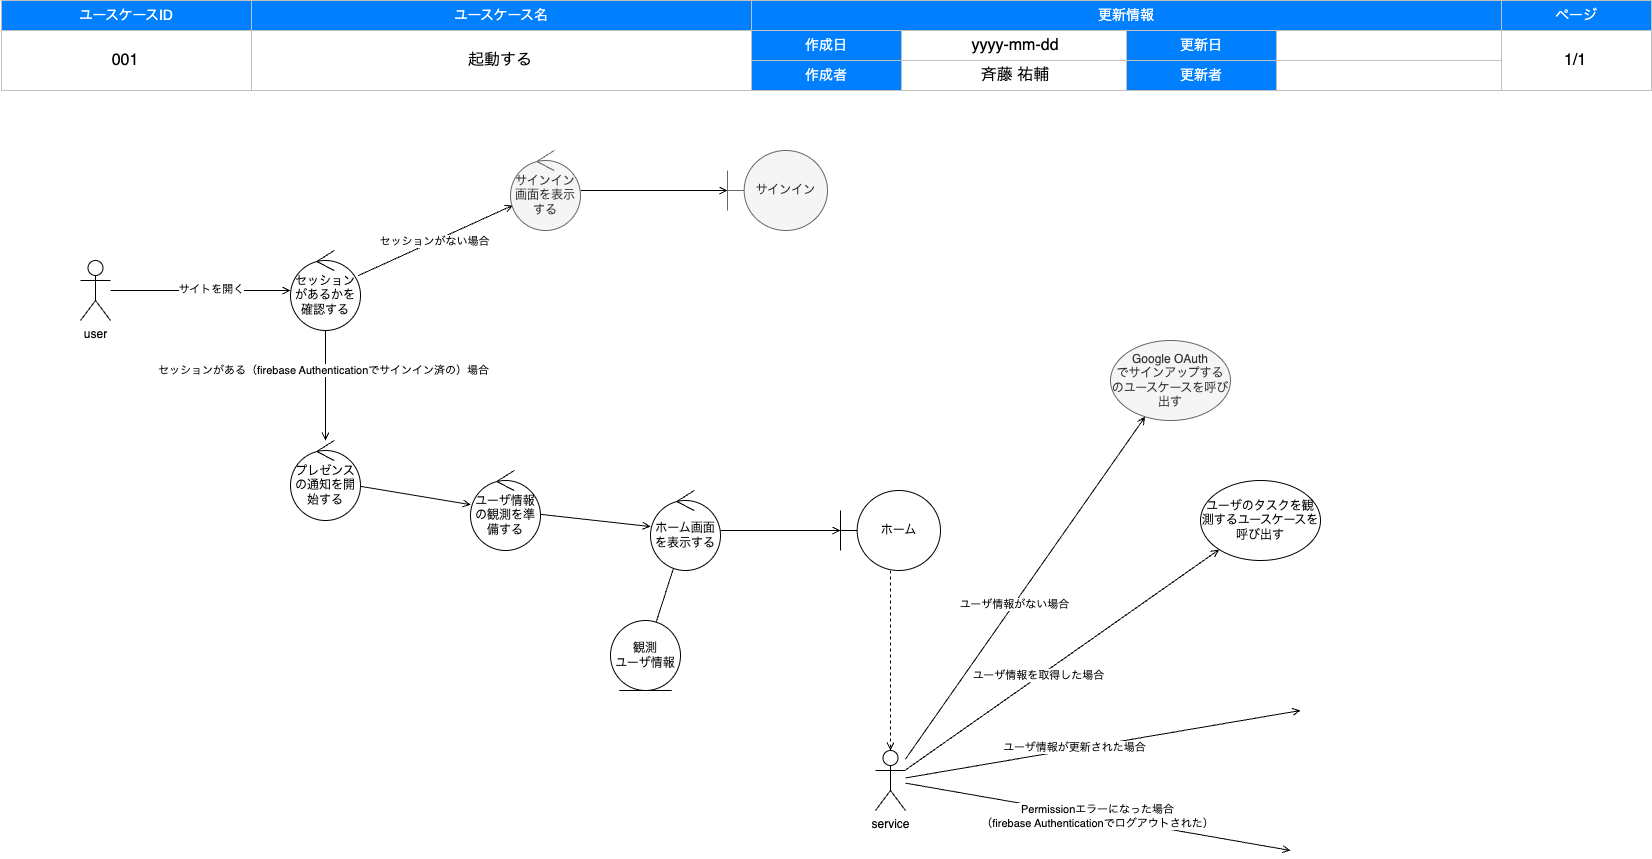 ユースケースID
ユースケース名
更新情報
ページ
001
起動する
作成日
yyyy-mm-dd
更新日
1/1
作成者
斉藤 祐輔
更新者
サインイン
画面を表示
する
サインイン
セッションがない場合
user
サイトを開く
セッション
があるかを
確認する
セッションがある（firebase Authenticationでサインイン済の）場合
Google OAuth
でサインアップする
のユースケースを呼び
出す
プレゼンス
の通知を開
始する
ユーザ情報
の観測を準
備する
ホーム画面
を表示する
ホーム
ユーザのタスクを観
測するユースケースを
呼び出す
観測
ユーザ情報
ユーザ情報がない場合
ユーザ情報を取得した場合
ユーザ情報が更新された場合
Permissionエラーになった場合
（firebase Authenticationでログアウトされた）
service